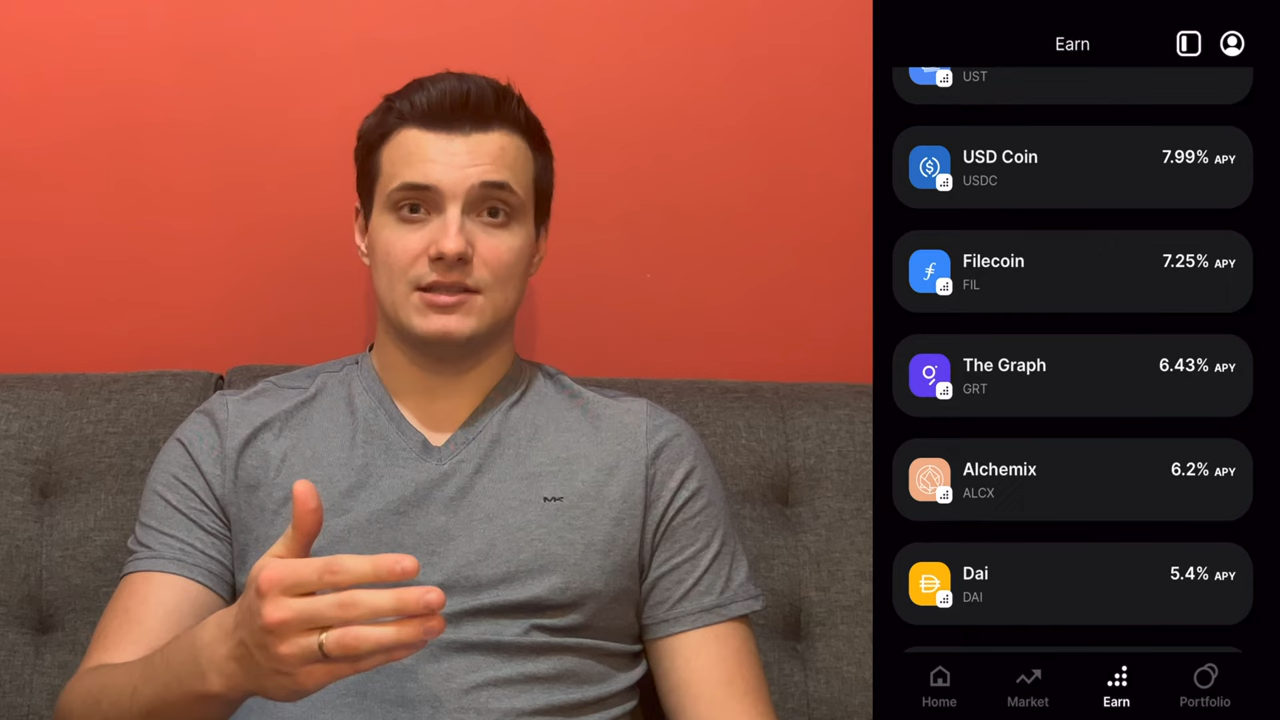 Earn
UST
USD Coin
7.99% APY
USDC
Filecoin
7.25% APY
FIL
The Graph
6.43% APY
GRT
Alchemix
6.2% APY
ALCX
Dai
5.4% APY
DAI
Home
Market
Earn
Portfolio
MK